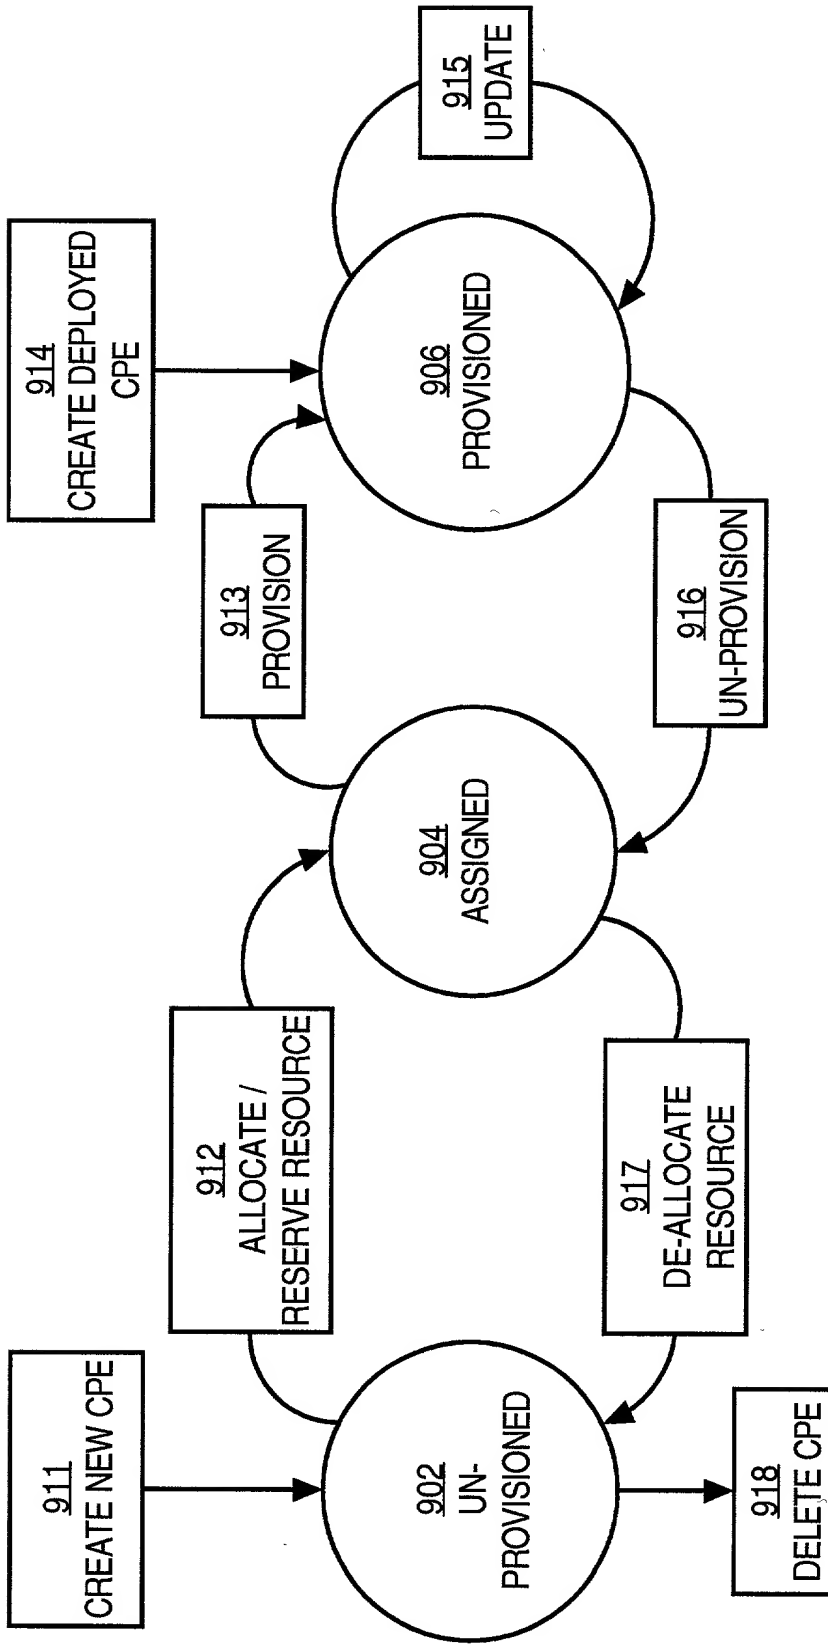 911
CREATE NEW CPE
914
CREATE DEPLOYED
CPE
912
ALLOCATE /
RESERVE RESOURCE
913
PROVISION
915
UPDATE
902
UN-
PROVISIONED
904
ASSIGNED
906
PROVISIONED
917
DE-ALLOCATE
RESOURCE
916
UN-PROVISION
918
DELETE CPE